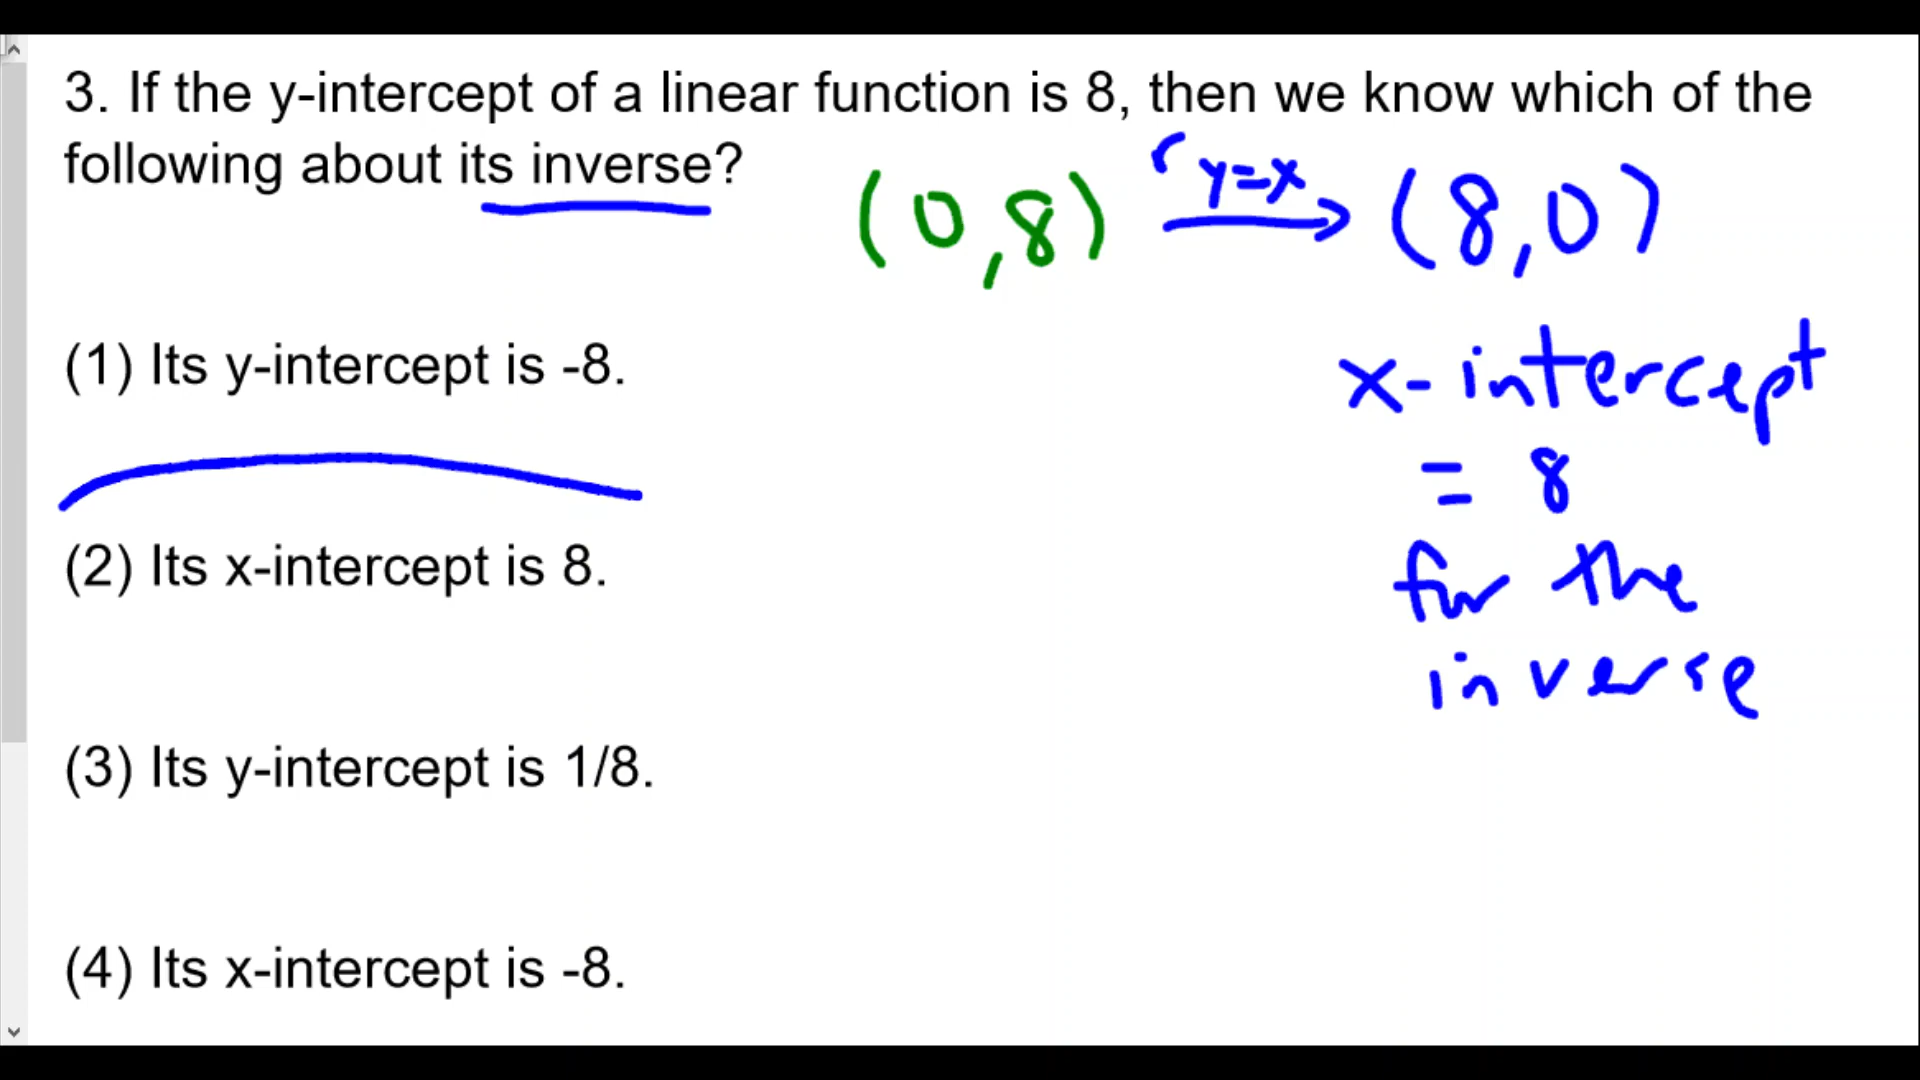 3. If the y-intercept of a linear function is 8, then we know which of the
following about its inverse?
(0,8) r y=x → (8,0)
(1) Its y-intercept is -8.
x-intercept
= 8
(2) Its x-intercept is 8.
for the
inverse
(3) Its y-intercept is 1/8.
(4) Its x-intercept is -8.